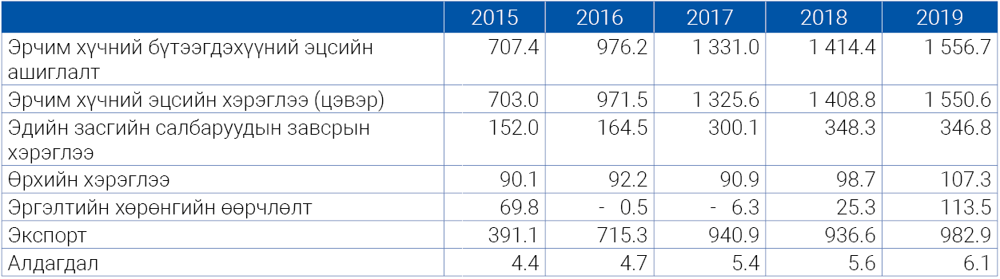 2015 2016 2017 2018 2019
Эрчим хүчний бүтээгдэхүүний эцсийн 707.4 976.2 1 331.0 1 414.4 1 556.7
ашиглалт
Эрчим хүчний эцсийн хэрэглээ (цэвэр) 703.0 971.5 1 325.6 1 408.8 1 550.6
Эдийн засгийн салбаруудын завсрын 152.0 164.5 300.1 348.3 346.8
хэрэглээ
Өрхийн хэрэглээ 90.1 92.2 90.9 98.7 107.3
Эргэлтийн хөрөнгийн өөрчлөлт 69.8 - 0.5 - 6.3 25.3 113.5
Экспорт 391.1 715.3 940.9 936.6 982.9
Алдагдал 4.4 4.7 5.4 5.6 6.1